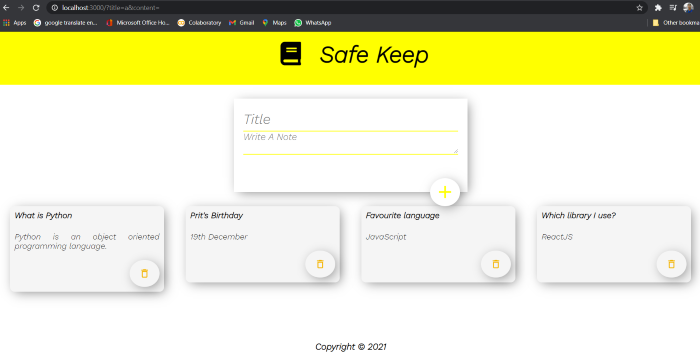 localhost:3000/?title=a&content=
Apps
google translate en...
Microsoft Office Ho...
Colaboratory
Gmail
Maps
WhatsApp
Other bookma
Safe Keep
Title
Write A Note
+
What is Python
Python is an object oriented
programming language.
Prit's Birthday
19th December
Favourite language
JavaScript
Which library I use?
ReactJS
Copyright © 2021